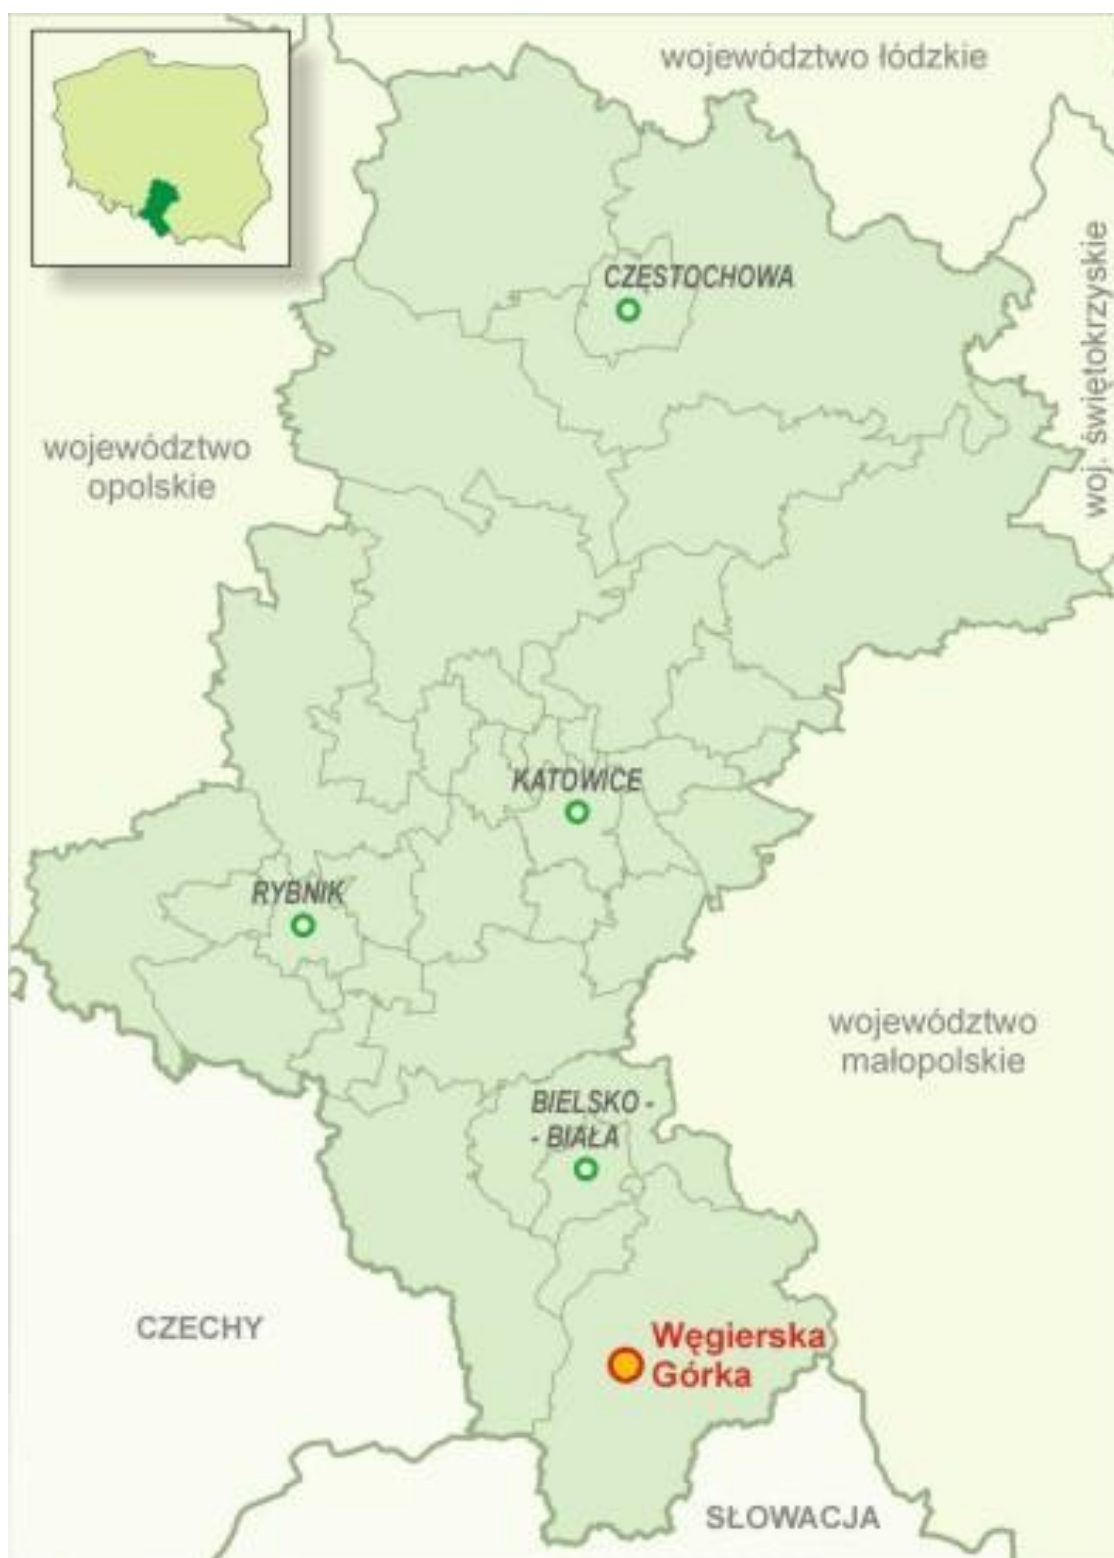 województwo łódzkie
woj. świętokrzyskie
CZĘSTOCHOWA
województwo
opolskie
KATOWICE
RYBNIK
województwo
małopolskie
BIELSKO -
- BIAŁA
CZECHY
Węgierska
Górka
SŁOWACJA